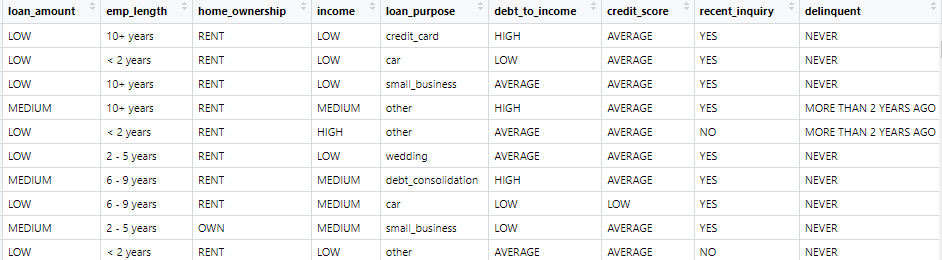 loan_amount emp_length home_ownership income loan_purpose debt_to_income credit_score recent_inquiry delinquent
LOW 10+ years RENT LOW credit_card HIGH AVERAGE YES NEVER
LOW < 2 years RENT LOW car LOW AVERAGE YES NEVER
LOW 10+ years RENT LOW small_business AVERAGE AVERAGE YES NEVER
MEDIUM 10+ years RENT MEDIUM other HIGH AVERAGE YES MORE THAN 2 YEARS AGO
LOW < 2 years RENT HIGH other AVERAGE AVERAGE NO MORE THAN 2 YEARS AGO
LOW 2 - 5 years RENT LOW wedding AVERAGE AVERAGE YES NEVER
MEDIUM 6 - 9 years RENT MEDIUM debt_consolidation HIGH AVERAGE YES NEVER
LOW 6 - 9 years RENT MEDIUM car LOW LOW YES NEVER
MEDIUM 2 - 5 years OWN MEDIUM small_business LOW AVERAGE YES NEVER
LOW < 2 years RENT LOW other AVERAGE AVERAGE NO NEVER